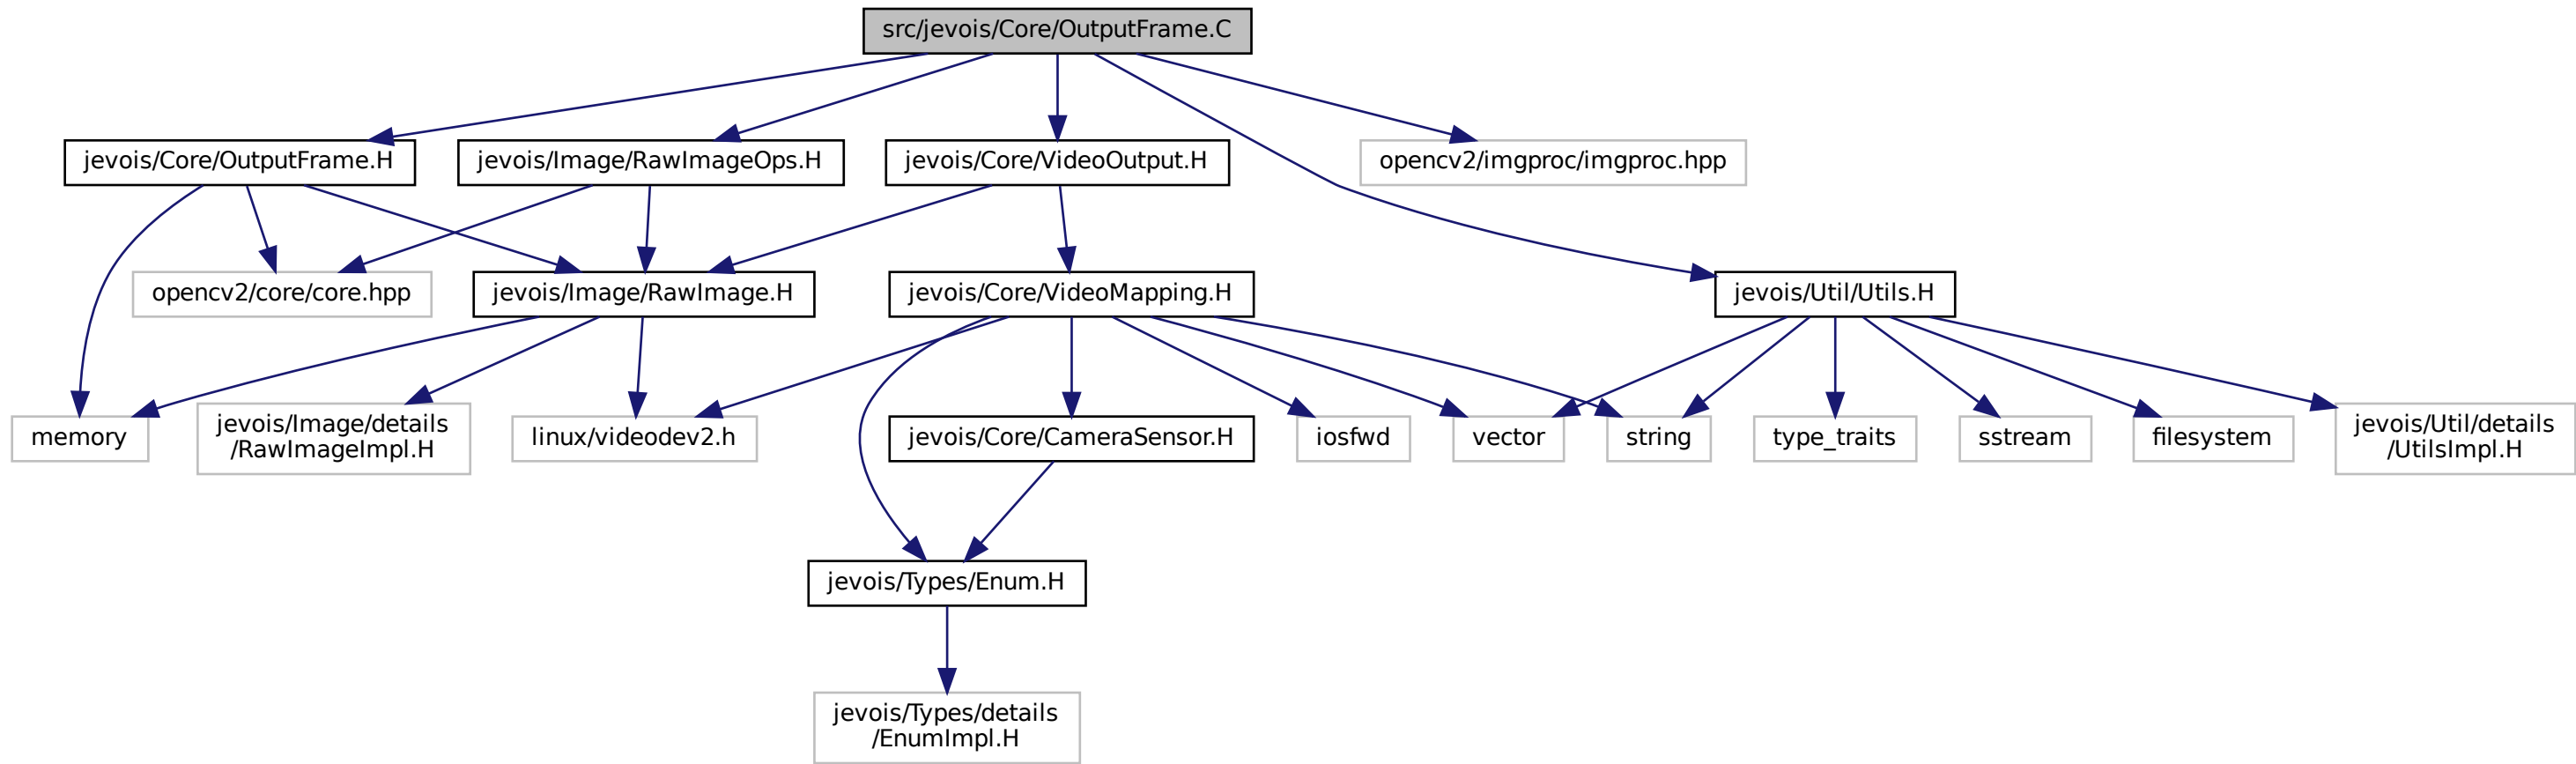 src/jevois/Core/OutputFrame.C
jevois/Core/OutputFrame.H
jevois/Image/RawImageOps.H
jevois/Core/VideoOutput.H
opencv2/imgproc/imgproc.hpp
opencv2/core/core.hpp
jevois/Image/RawImage.H
jevois/Core/VideoMapping.H
jevois/Util/Utils.H
memory
jevois/Image/details
/RawImageImpl.H
linux/videodev2.h
jevois/Core/CameraSensor.H
iosfwd
vector
string
type_traits
sstream
filesystem
jevois/Util/details
/UtilsImpl.H
jevois/Types/Enum.H
jevois/Types/details
/EnumImpl.H